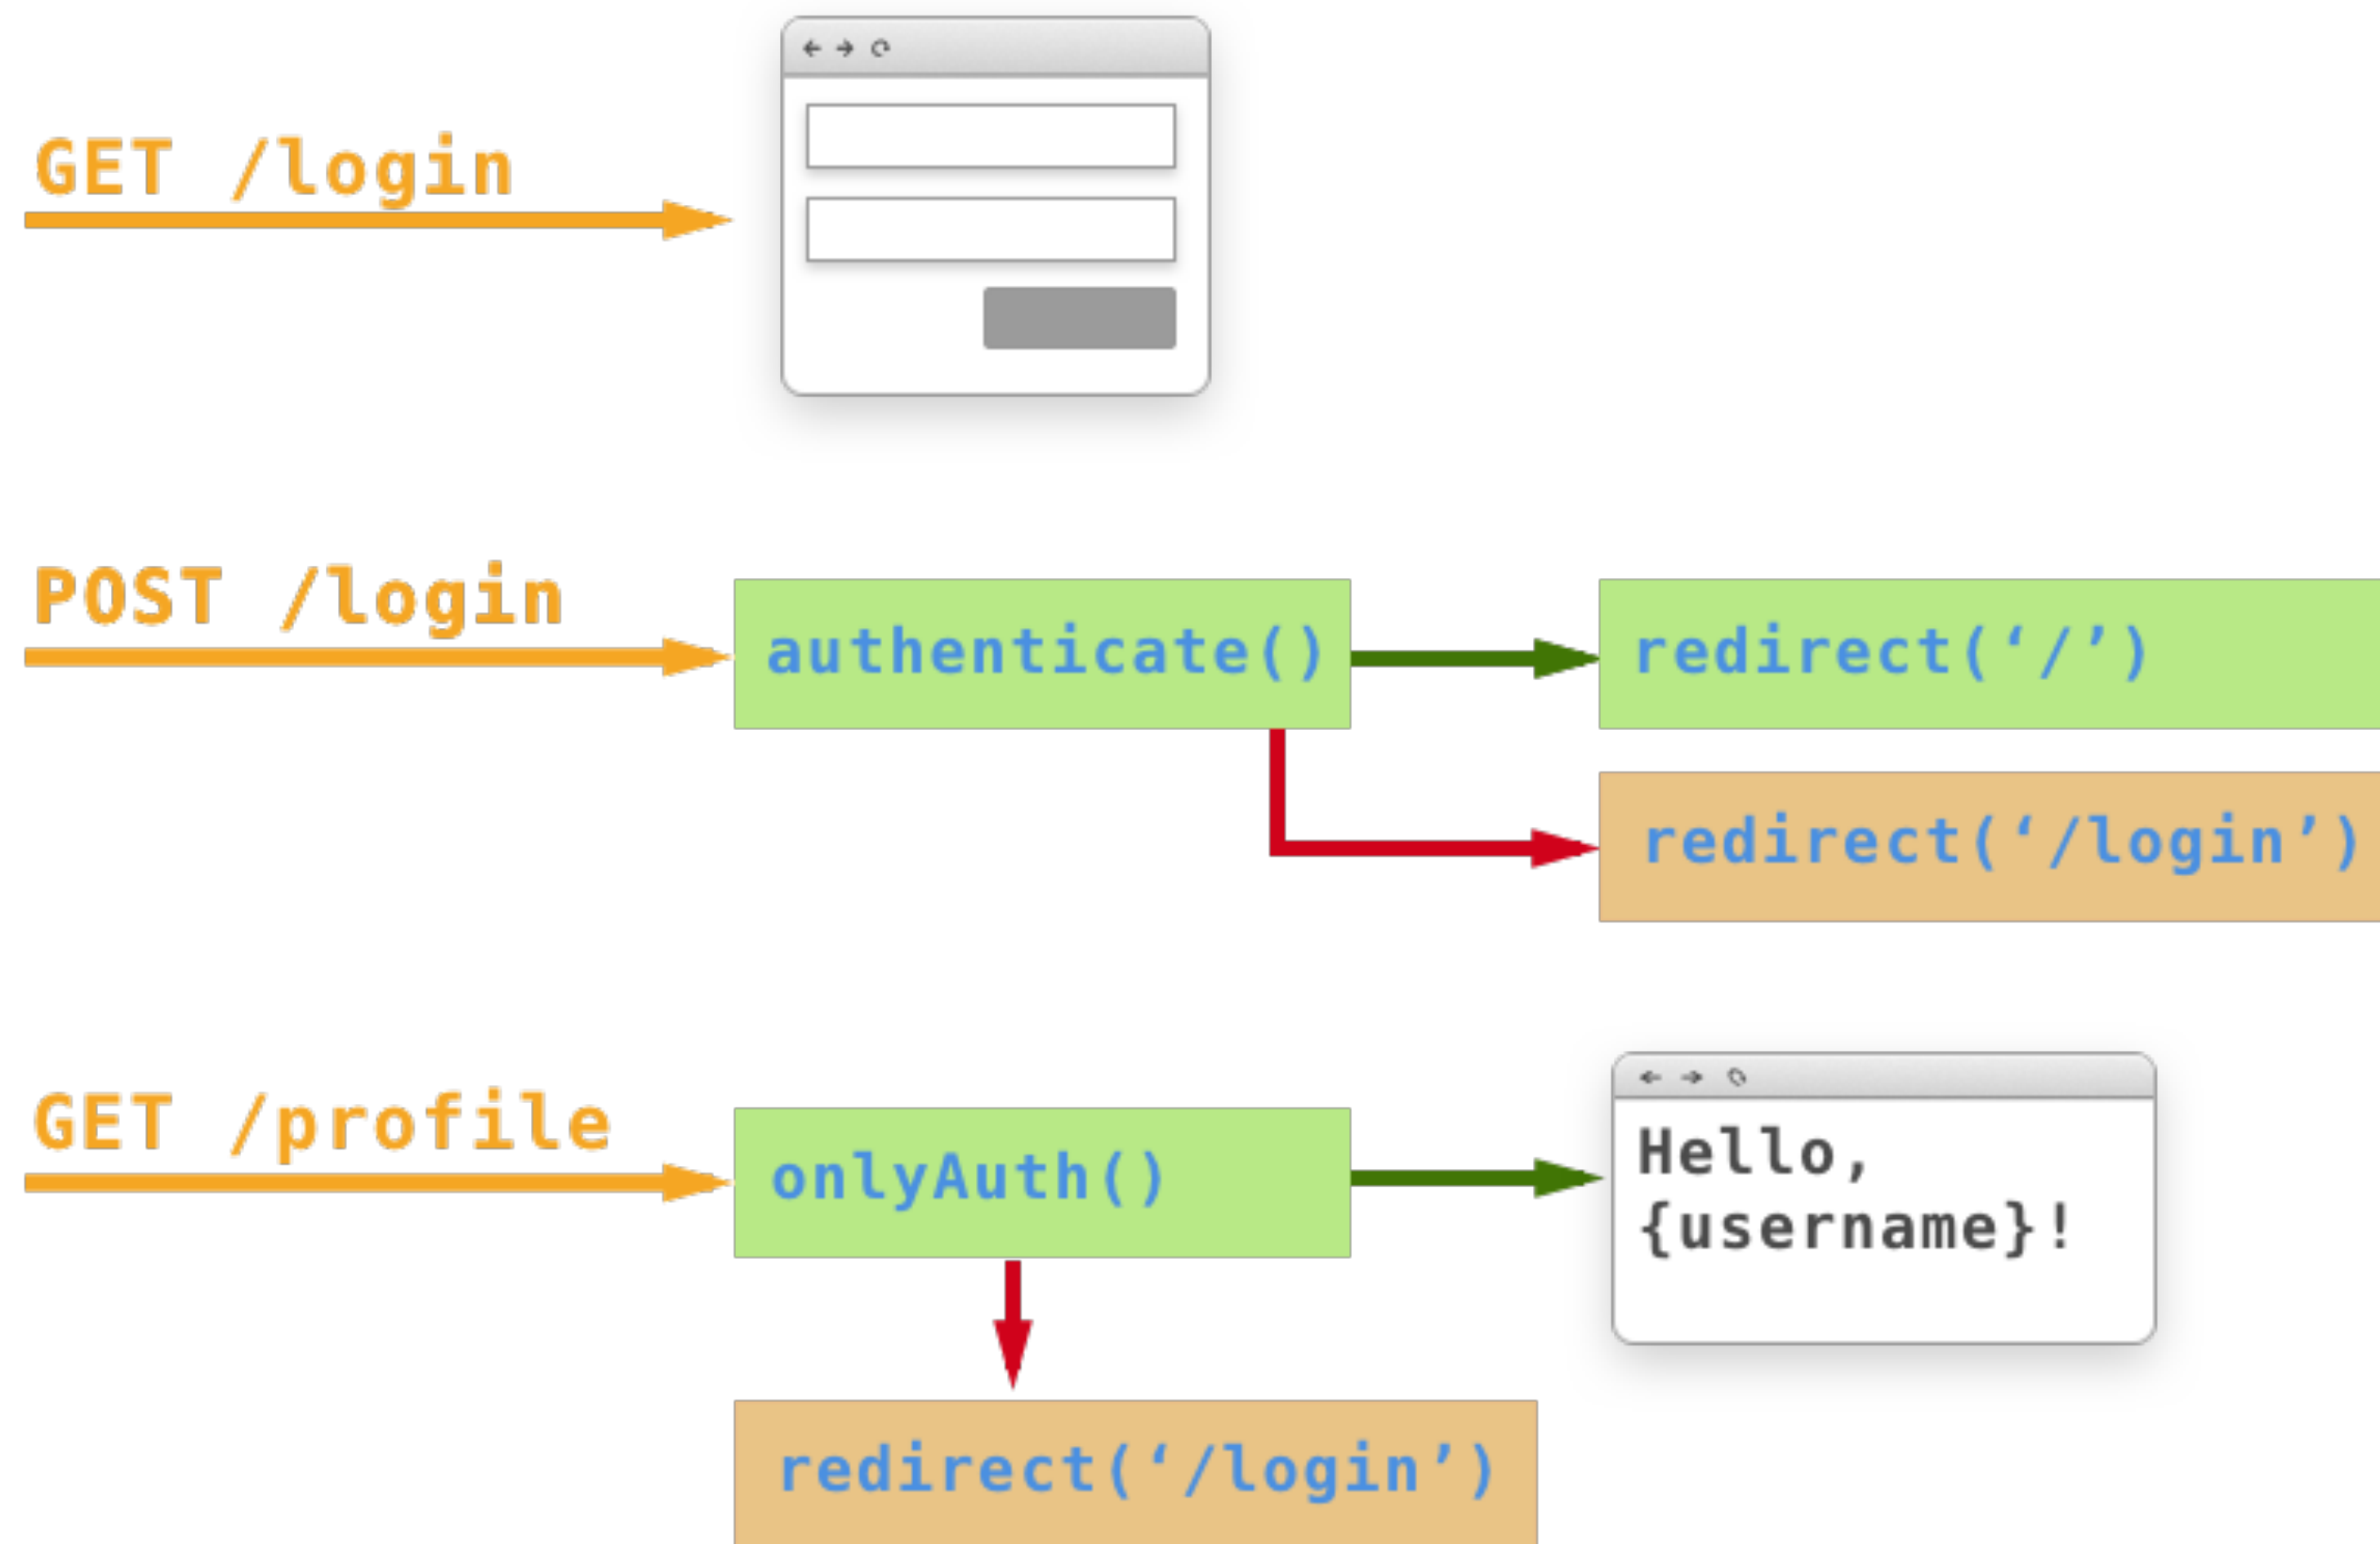 GET /login
POST /login
authenticate()
redirect(‘/’)
redirect(‘/login’)
GET /profile
onlyAuth()
Hello,
{username}!
redirect(‘/login’)